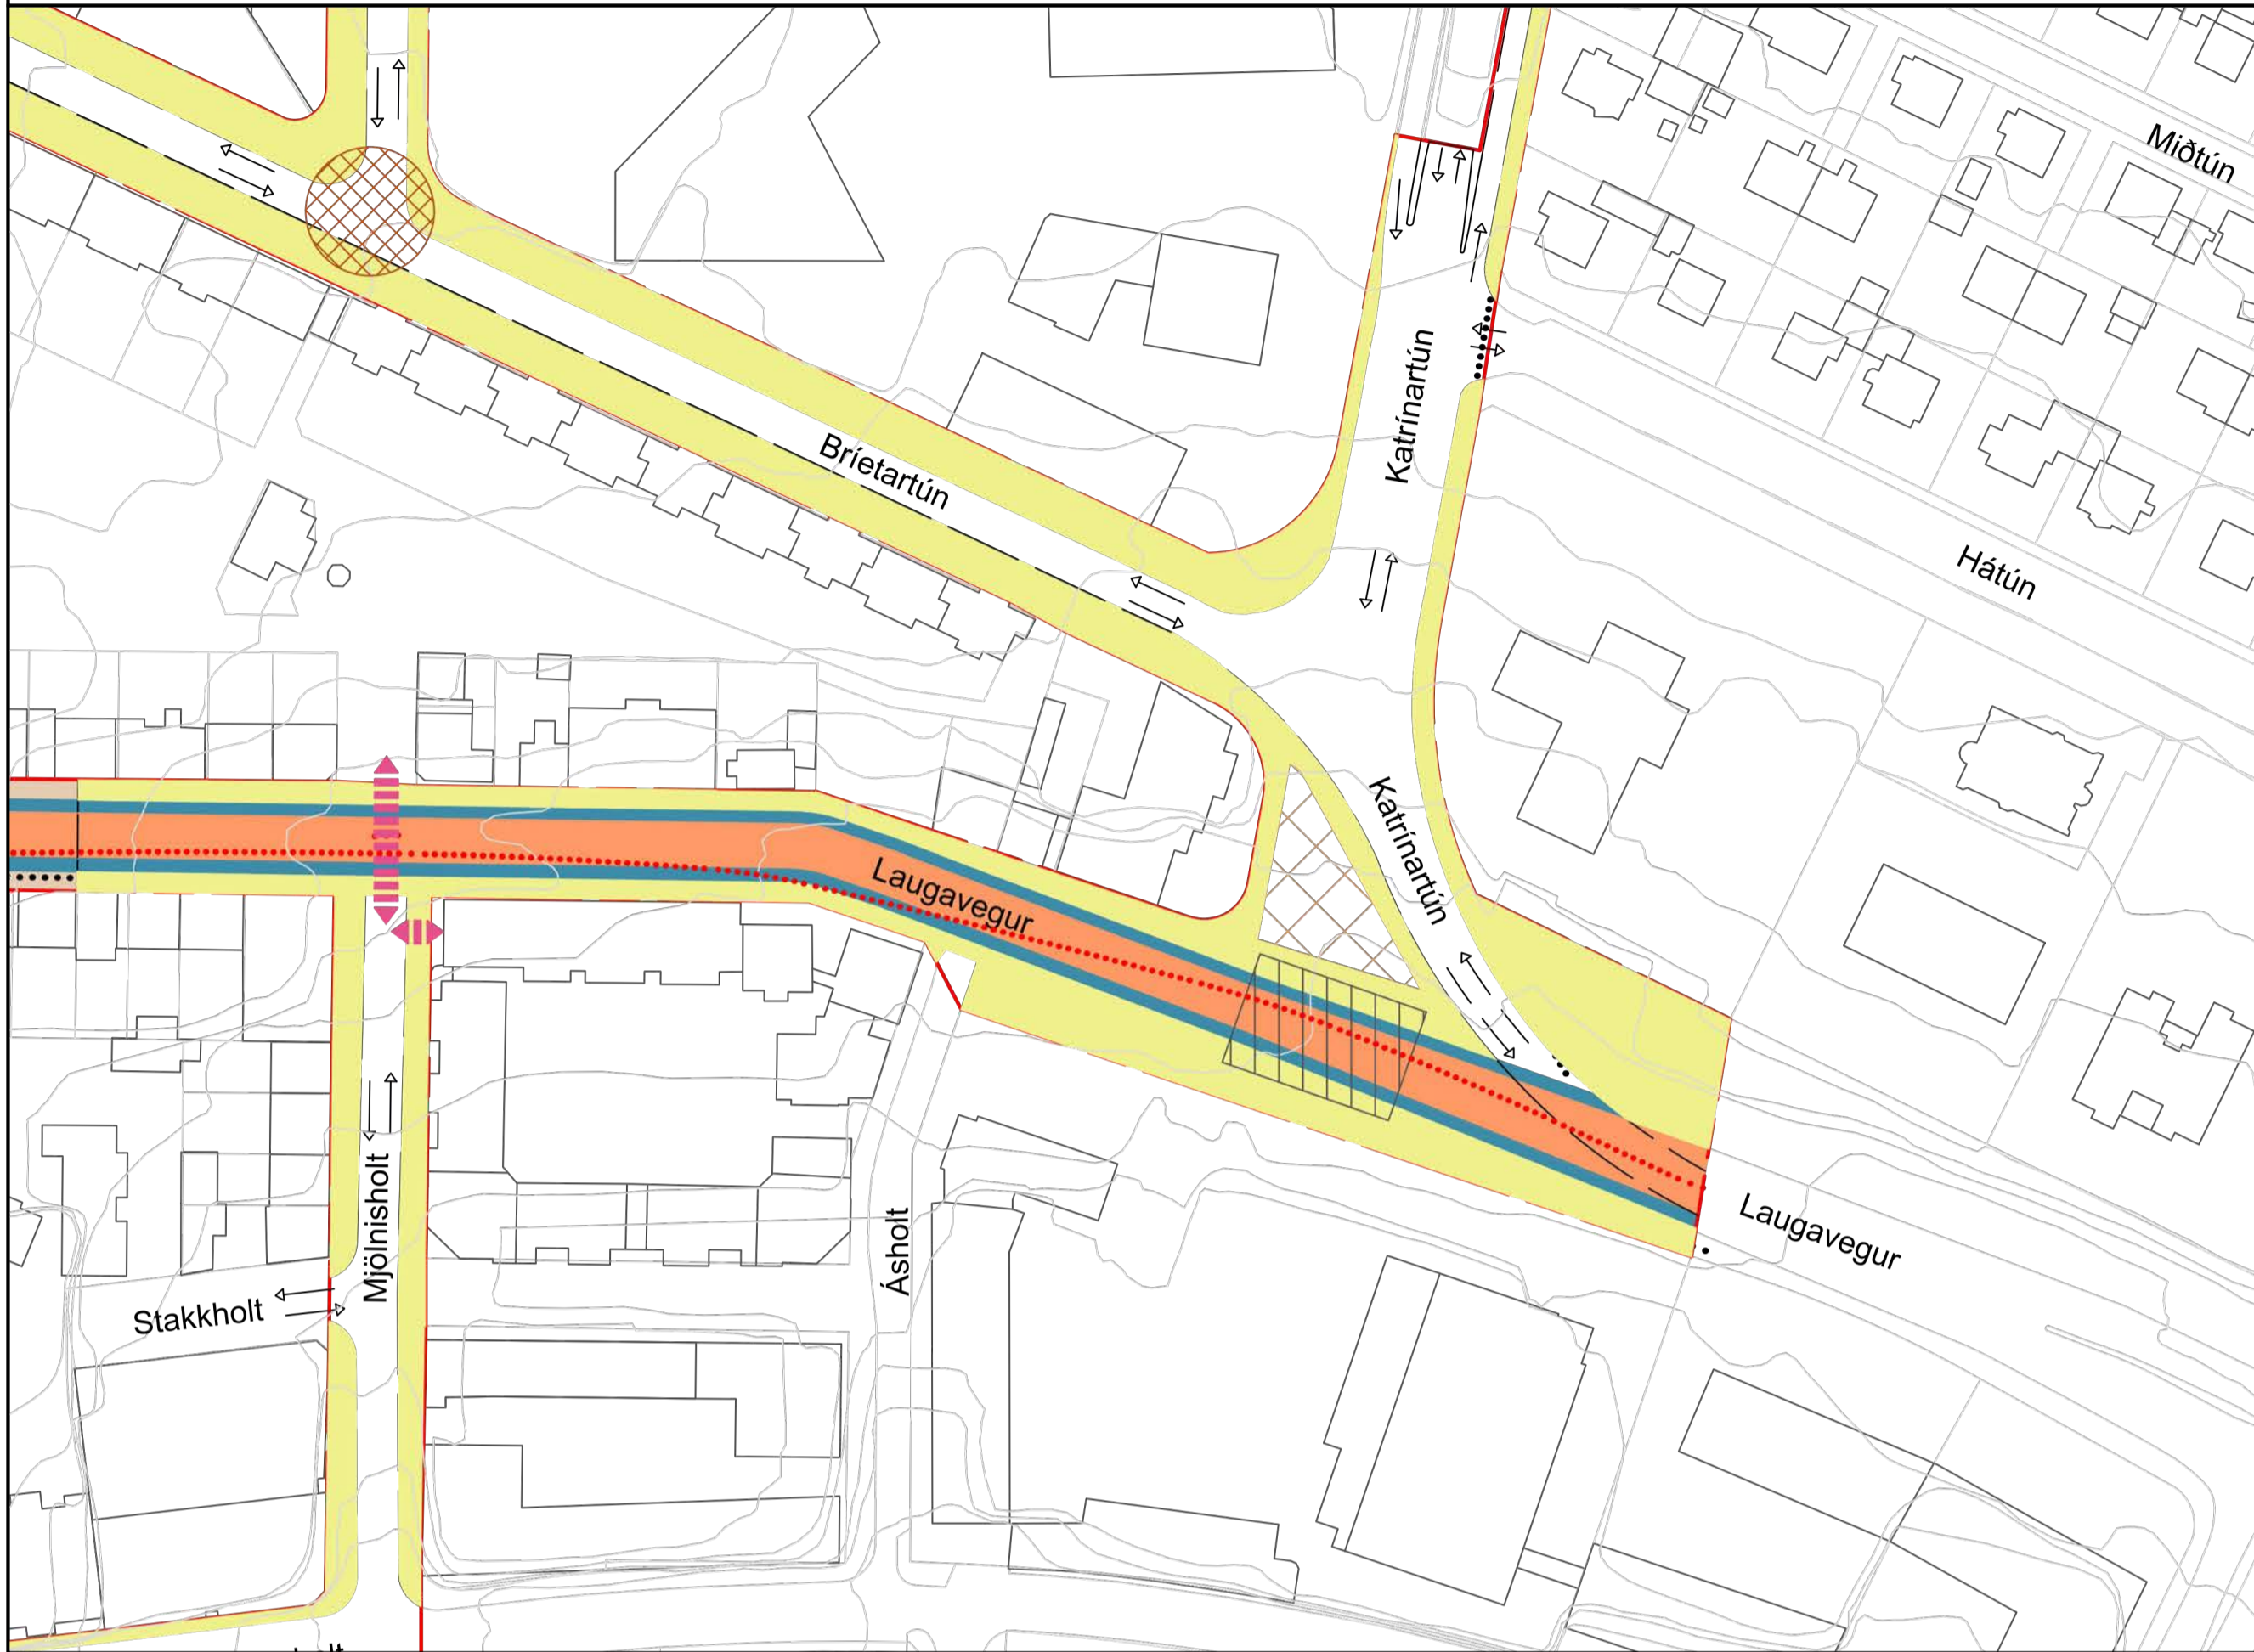 Miðtún
Katrínartún
Bríetartún
Hátún
Katrínartún
Laugavegur
Laugavegur
Mjölnisholt
Ásholt
Stakkholt